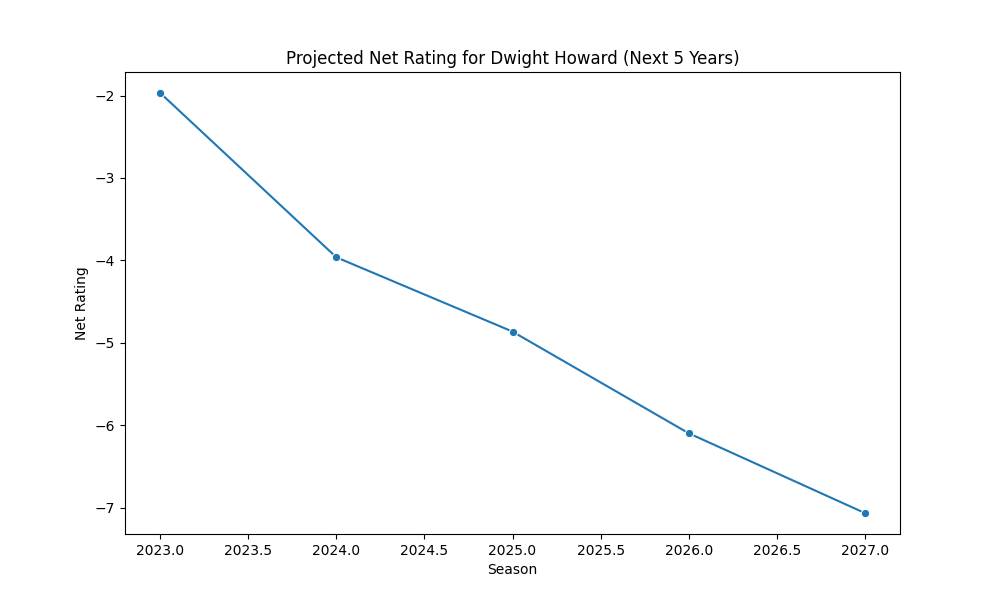 Projected Net Rating for Dwight Howard (Next 5 Years)
Net Rating
−2
−3
−4
−5
−6
−7
2023.0 2023.5 2024.0 2024.5 2025.0 2025.5 2026.0 2026.5 2027.0
Season